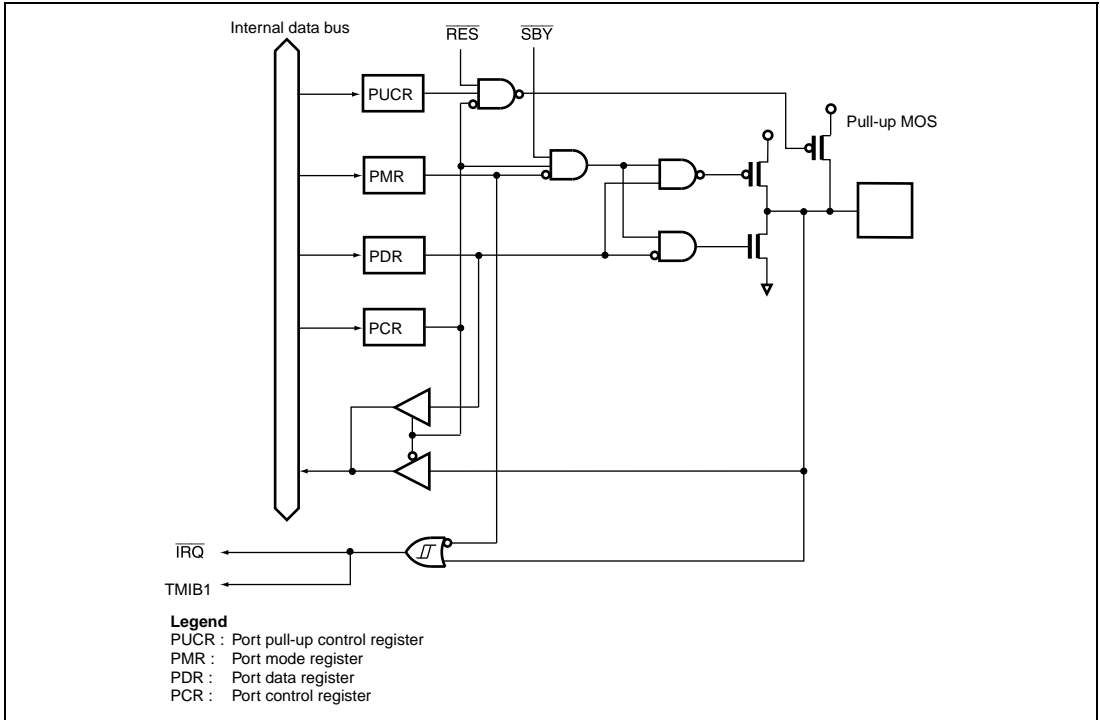 Internal data bus
RES
SBY
PUCR
Pull-up MOS
PMR
PDR
PCR
IRQ
TMIB1
Legend
PUCR : Port pull-up control register
PMR : Port mode register
PDR : Port data register
PCR : Port control register